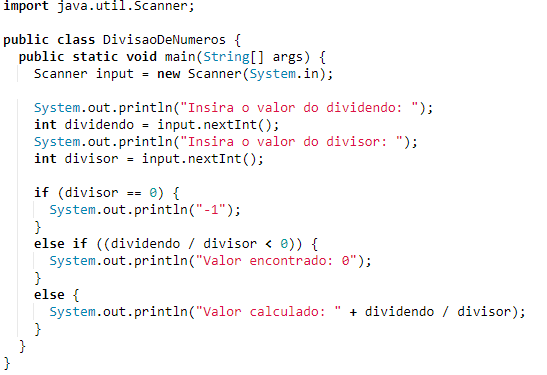 import java.util.Scanner;
public class DivisaoDeNumeros {
public static void main(String[] args) {
Scanner input = new Scanner(System.in);
System.out.println("Insira o valor do dividendo: ");
int dividendo = input.nextInt();
System.out.println("Insira o valor do divisor: ");
int divisor = input.nextInt();
if (divisor == 0) {
System.out.println("-1");
}
else if ((dividendo / divisor < 0)) {
System.out.println("Valor encontrado: 0");
}
else {
System.out.println("Valor calculado: " + dividendo / divisor);
}
}
}